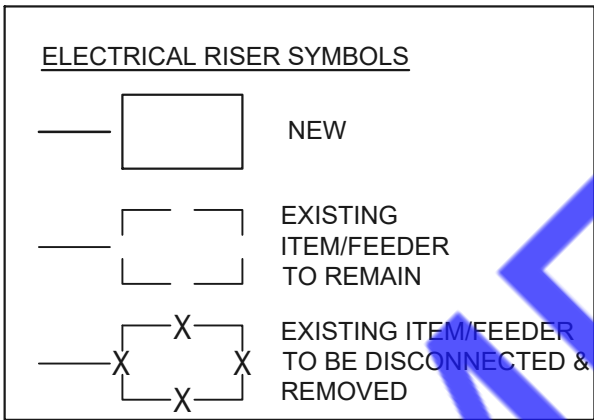 ELECTRICAL RISER SYMBOLS
NEW
EXISTING
ITEM/FEEDER
TO REMAIN
X
EXISTING ITEM/FEEDER
X X TO BE DISCONNECTED &
X REMOVED